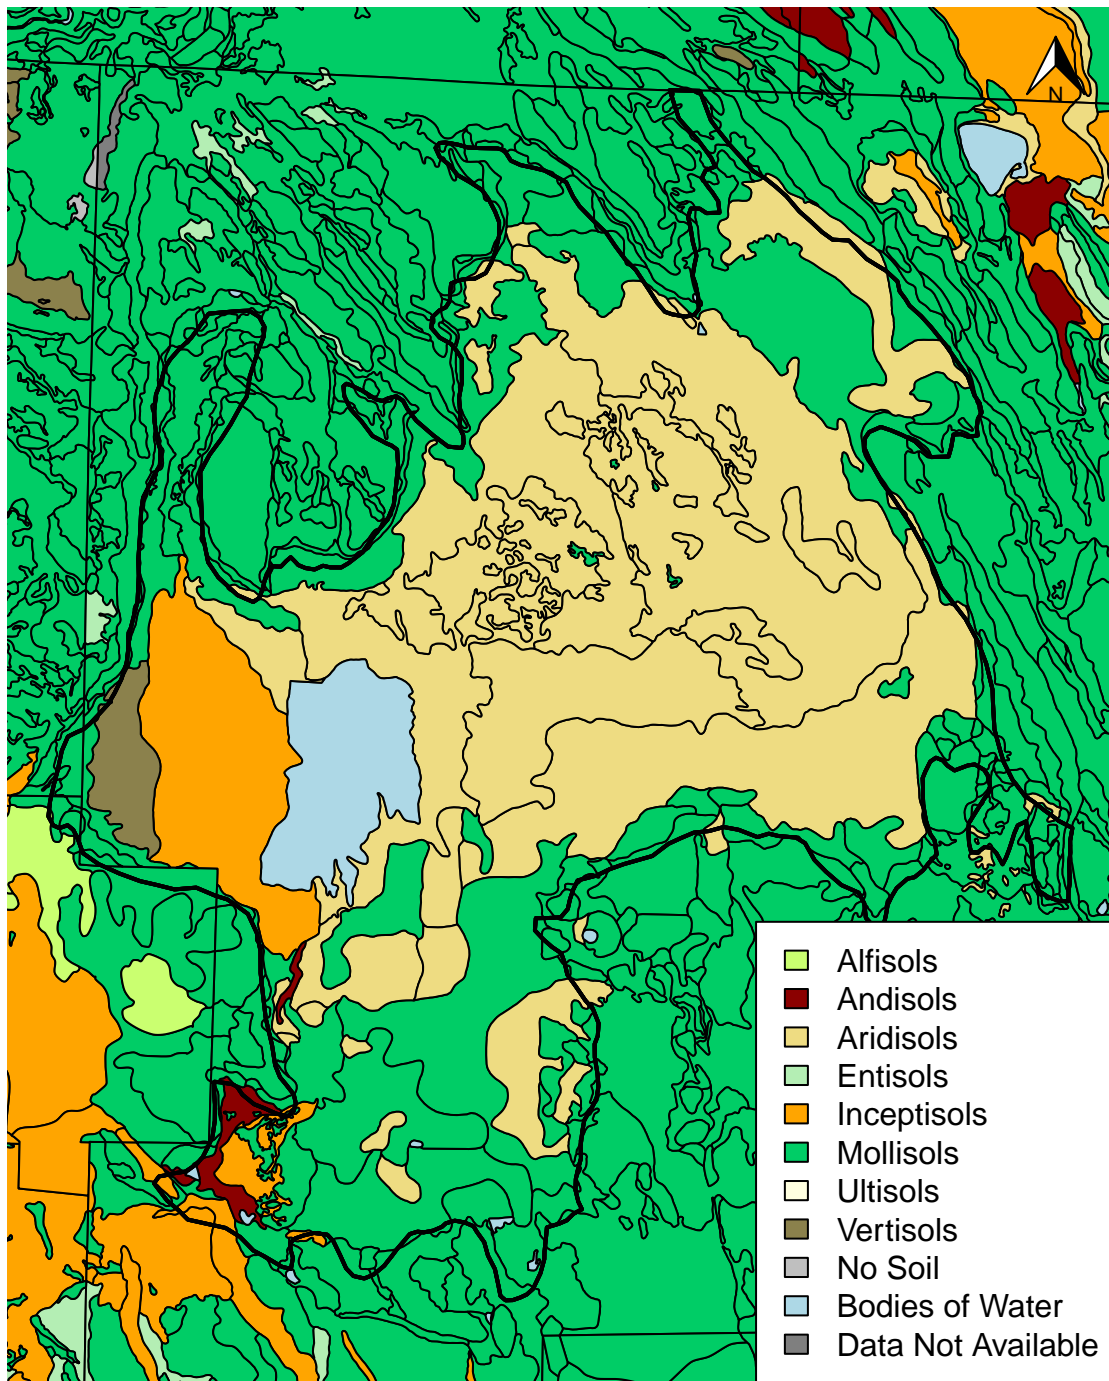 N
Alfisols
Andisols
Aridisols
Entisols
Inceptisols
Mollisols
Ultisols
Vertisols
No Soil
Bodies of Water
Data Not Available